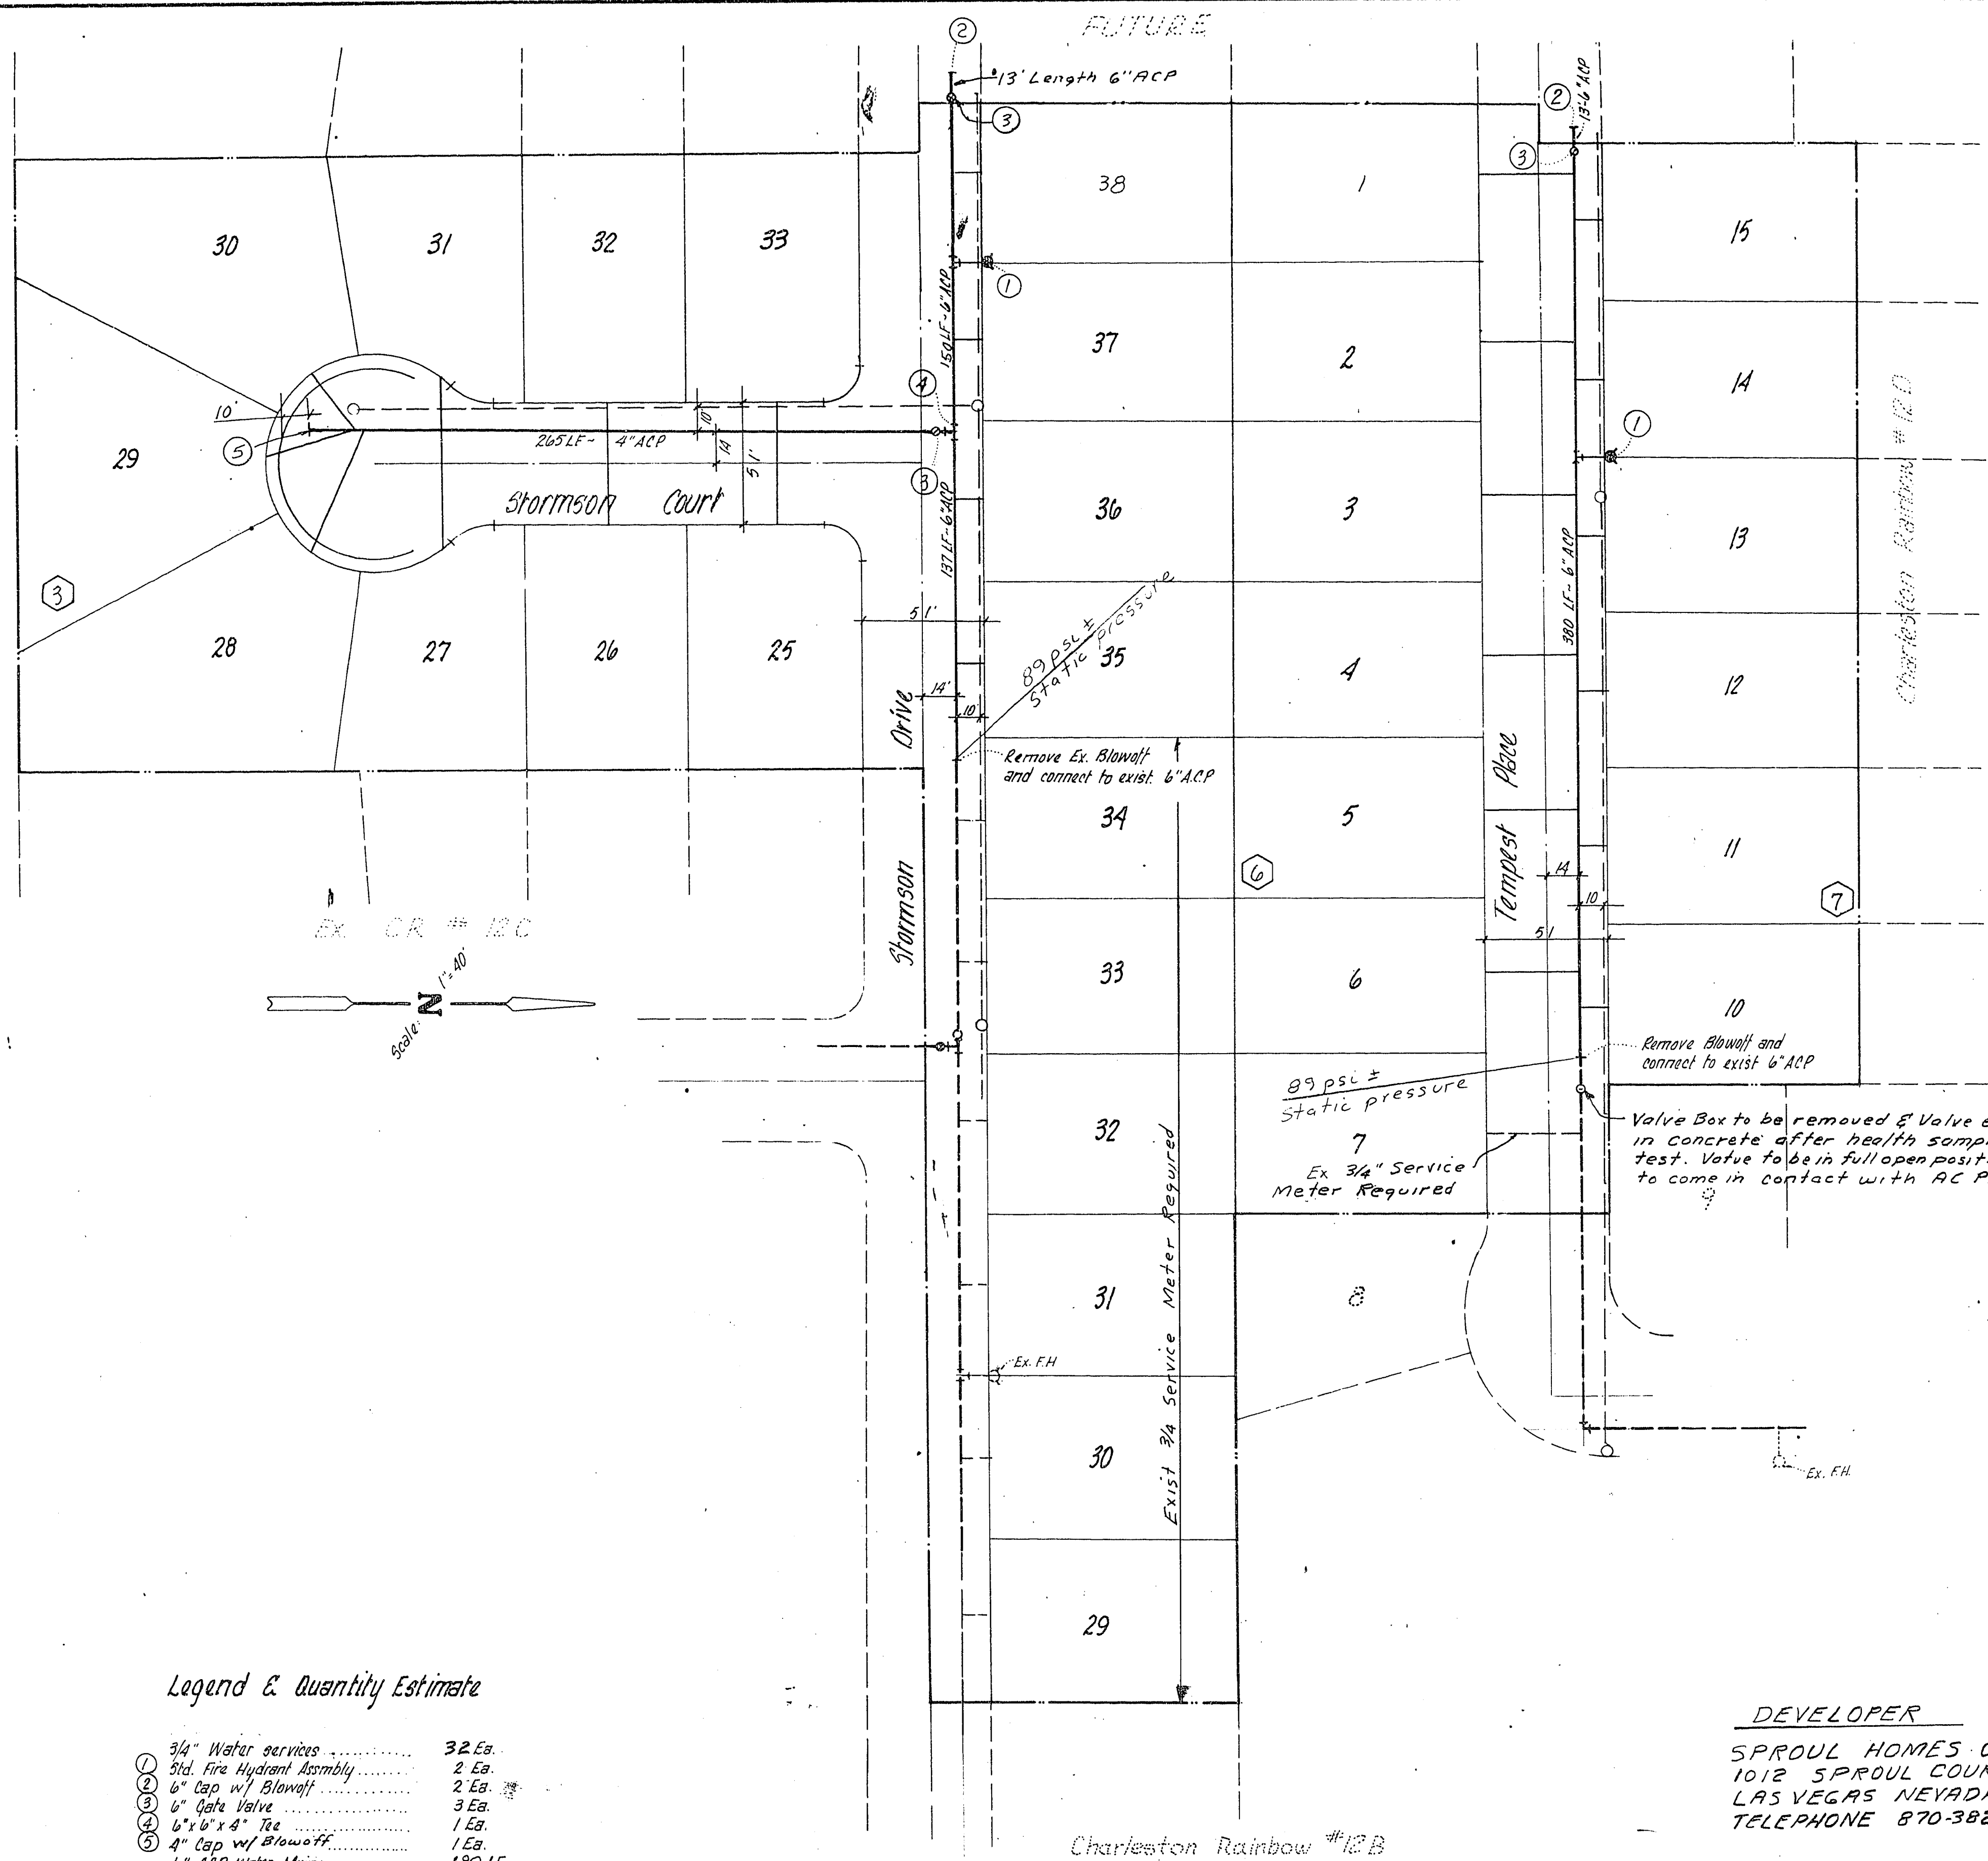 FUTURE
2
13' Length 6" ACP
3
2
13'-6" ACP
3
38
1
15
30
31
32
33
1
150 LF ~ 6" ACP
37
2
14
Charleston Rainbow # 12 D
4
10'
10'
1
29
5
265 LF ~ 4" ACP
14
51'
3
Stormson Court
137 LF ~ 6" ACP
36
3
13
380 LF ~ 6" ACP
3
51'
89 psi ±
Static pressure
28
27
26
25
35
4
12
14'
10'
Drive
Remove Ex. Blowoff
and connect to exist. 6" A.C.P
34
5
Tempest Place
11
6
14
10
7
Stormson
51
Ex. CR # 12C
33
6
10
N
Scale: 1"=40'
Remove Blowoff and
connect to exist 6" ACP
89 psi ±
Static pressure
32
7
Ex 3/4" Service
Meter Required
Valve Box to be removed & Valve
in concrete after health
test. Valve to be in full open
to come in contact with AC
9
31
8
Exist 3/4 Service Meter Required
Ex. F.H
30
Ex. F.H.
29
Legend & Quantity Estimate
3/4" Water services ............ 32 Ea.
1 Std. Fire Hydrant Assmbly ........ 2 Ea.
2 6" Cap w/ Blowoff ............ 2 Ea.
3 6" Gate Valve ................ 3 Ea.
4 6" x 6" x 4" Tee ............... 1 Ea.
5 4" Cap w/ Blowoff ............. 1 Ea.
DEVELOPER
SPROUL HOMES
1012 SPROUL
LAS VEGAS NEVADA
TELEPHONE 870-382
Charleston Rainbow #12B